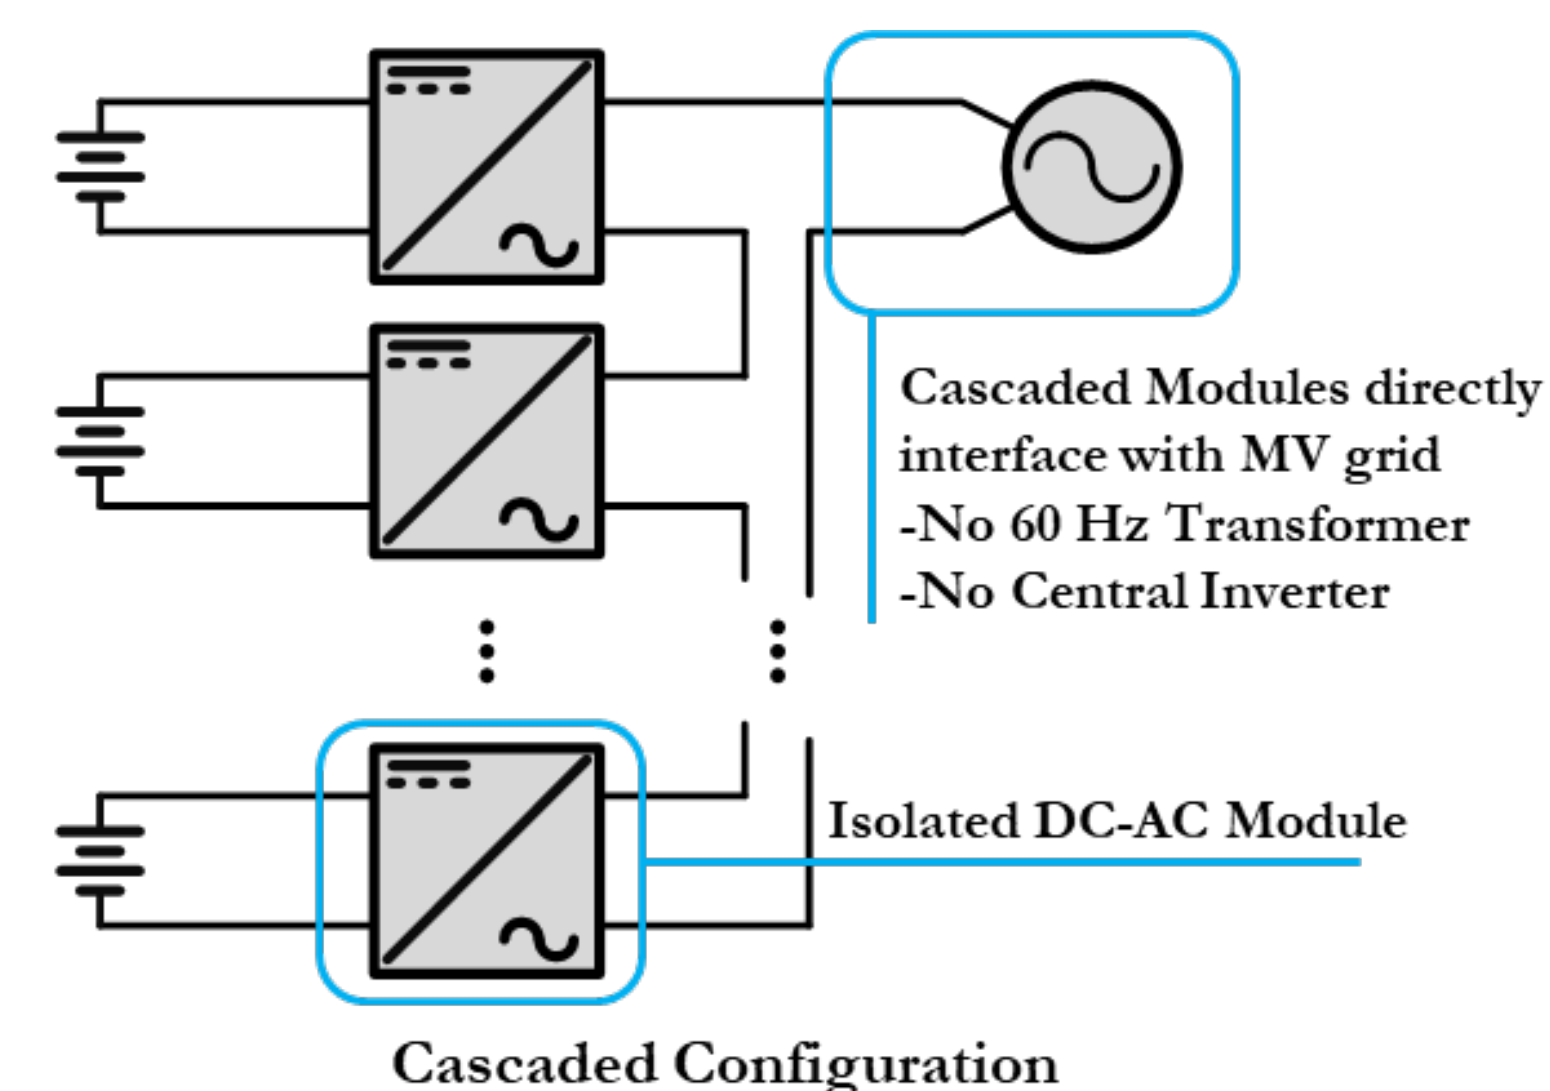 Cascaded Modules directly
interface with MV grid
-No 60 Hz Transformer
-No Central Inverter
Isolated DC-AC Module
Cascaded Configuration